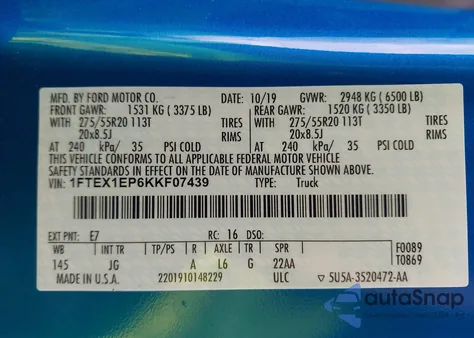 MFD. BY FORD MOTOR CO. DATE: 10/19 GVWR: 2948 KG ( 6500 LB)
FRONT GAWR: 1531 KG ( 3375 LB) REAR GAWR: 1520 KG ( 3350 LB)
WITH 275/55R20 113T TIRES WITH 275/55R20 113T TIRES
20x8.5J RIMS 20x8.5J RIMS
AT 240 kPa/ 35 PSI COLD AT 240 kPa/ 35 PSI COLD
THIS VEHICLE CONFORMS TO ALL APPLICABLE FEDERAL MOTOR VEHICLE
SAFETY STANDARDS IN EFFECT ON THE DATE OF MANUFACTURE SHOWN ABOVE.
VIN: 1FTEX1EP6KKF07439 TYPE: Truck
EXT PNT: E7 RC: 16 DSO: F0089
WB INT TR TP/PS R AXLE TR SPR T0869
145 JG A L6 G 22AA
MADE IN U.S.A. 2201910148229 ULC ▽ 5U5A-3520472-AA
autoSnap